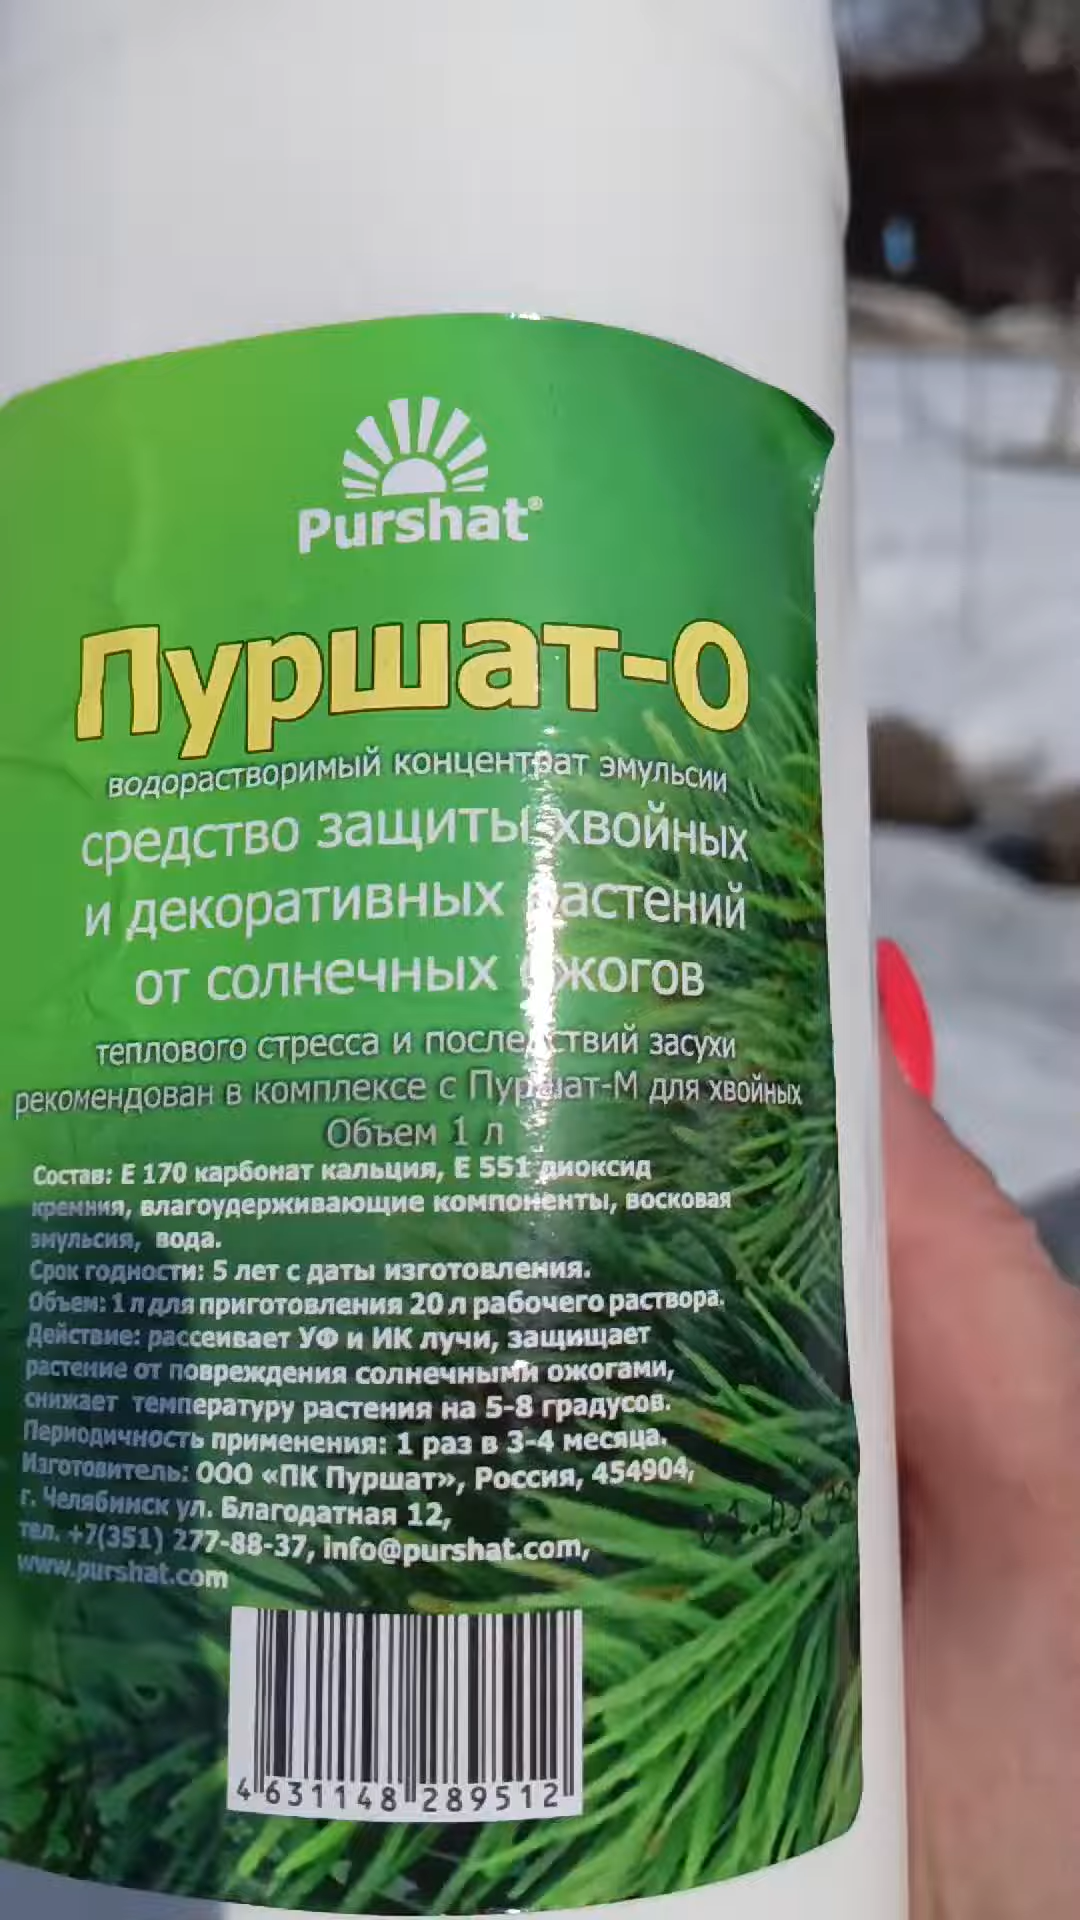 Purshat®
Пуршат-О
водорастворимый концентрат эмульсии
средство защиты хвойных
и декоративных растений
от солнечных ожогов
теплового стресса и последствий засухи
рекомендован в комплексе с Пуршат-М для хвойных
Объем 1 л
Состав: Е 170 карбонат кальция, Е 551 диоксид
кремния, влагоудерживающие компоненты, восковая
эмульсия, вода.
Срок годности: 5 лет с даты изготовления.
Объем: 1 л для приготовления 20 л рабочего раствора.
Действие: рассеивает УФ и ИК лучи, защищает
растение от повреждения солнечными ожогами,
снижает температуру растения на 5-8 градусов.
Периодичность применения: 1 раз в 3-4 месяца.
Изготовитель: ООО «ПК Пуршат», Россия, 454904,
г. Челябинск ул. Благодатная 12,
тел. +7(351) 277-88-37, info@purshat.com,
www.purshat.com
4 631148 289512